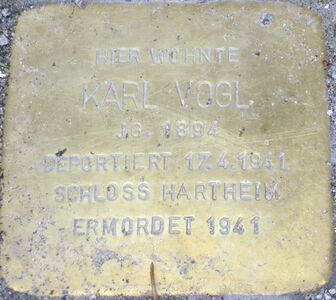 HIER WOHNTE
KARL VOGL
JG. 1894
DEPORTIERT 17.4.1941
SCHLOSS HARTHEIM
ERMORDET 1941